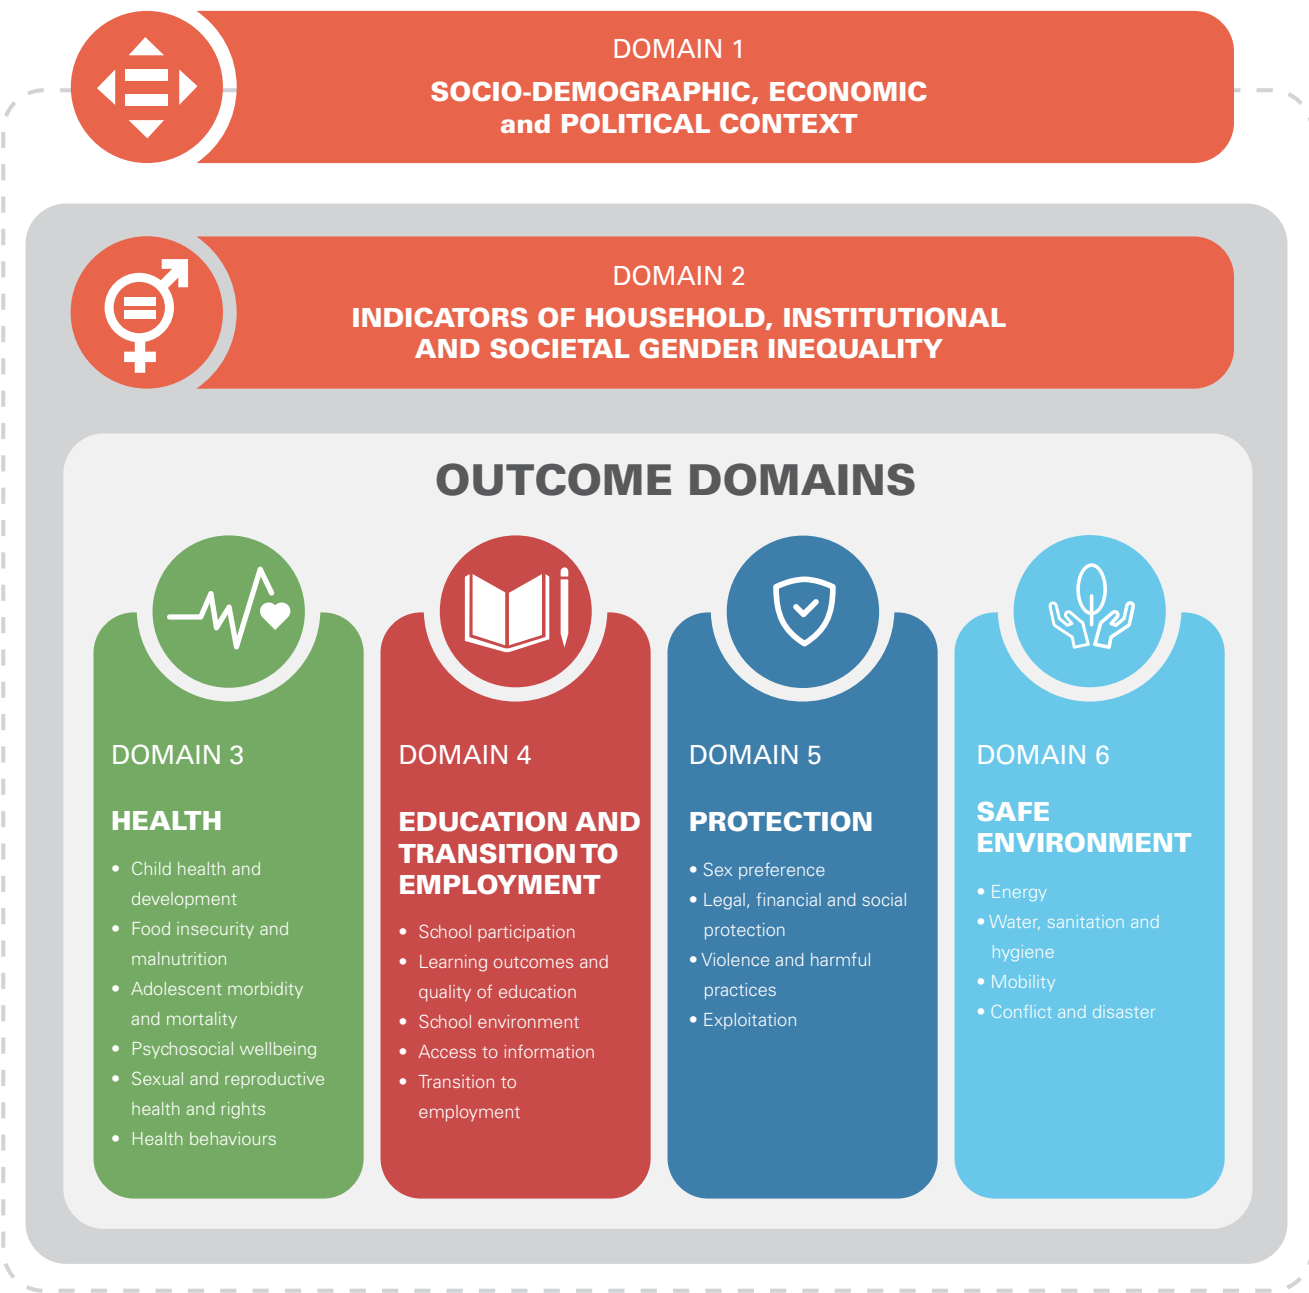 DOMAIN 1
SOCIO-DEMOGRAPHIC, ECONOMIC
and POLITICAL CONTEXT
DOMAIN 2
INDICATORS OF HOUSEHOLD, INSTITUTIONAL
AND SOCIETAL GENDER INEQUALITY
OUTCOME DOMAINS
DOMAIN 3
HEALTH
• Child health and
development
• Food insecurity and
malnutrition
• Adolescent morbidity
and mortality
• Psychosocial wellbeing
• Sexual and reproductive
health and rights
• Health behaviours
DOMAIN 4
EDUCATION AND
TRANSITION TO
EMPLOYMENT
• School participation
• Learning outcomes and
quality of education
• School environment
• Access to information
• Transition to
employment
DOMAIN 5
PROTECTION
• Sex preference
• Legal, financial and social
protection
• Violence and harmful
practices
• Exploitation
DOMAIN 6
SAFE
ENVIRONMENT
• Energy
• Water, sanitation and
hygiene
• Mobility
• Conflict and disaster